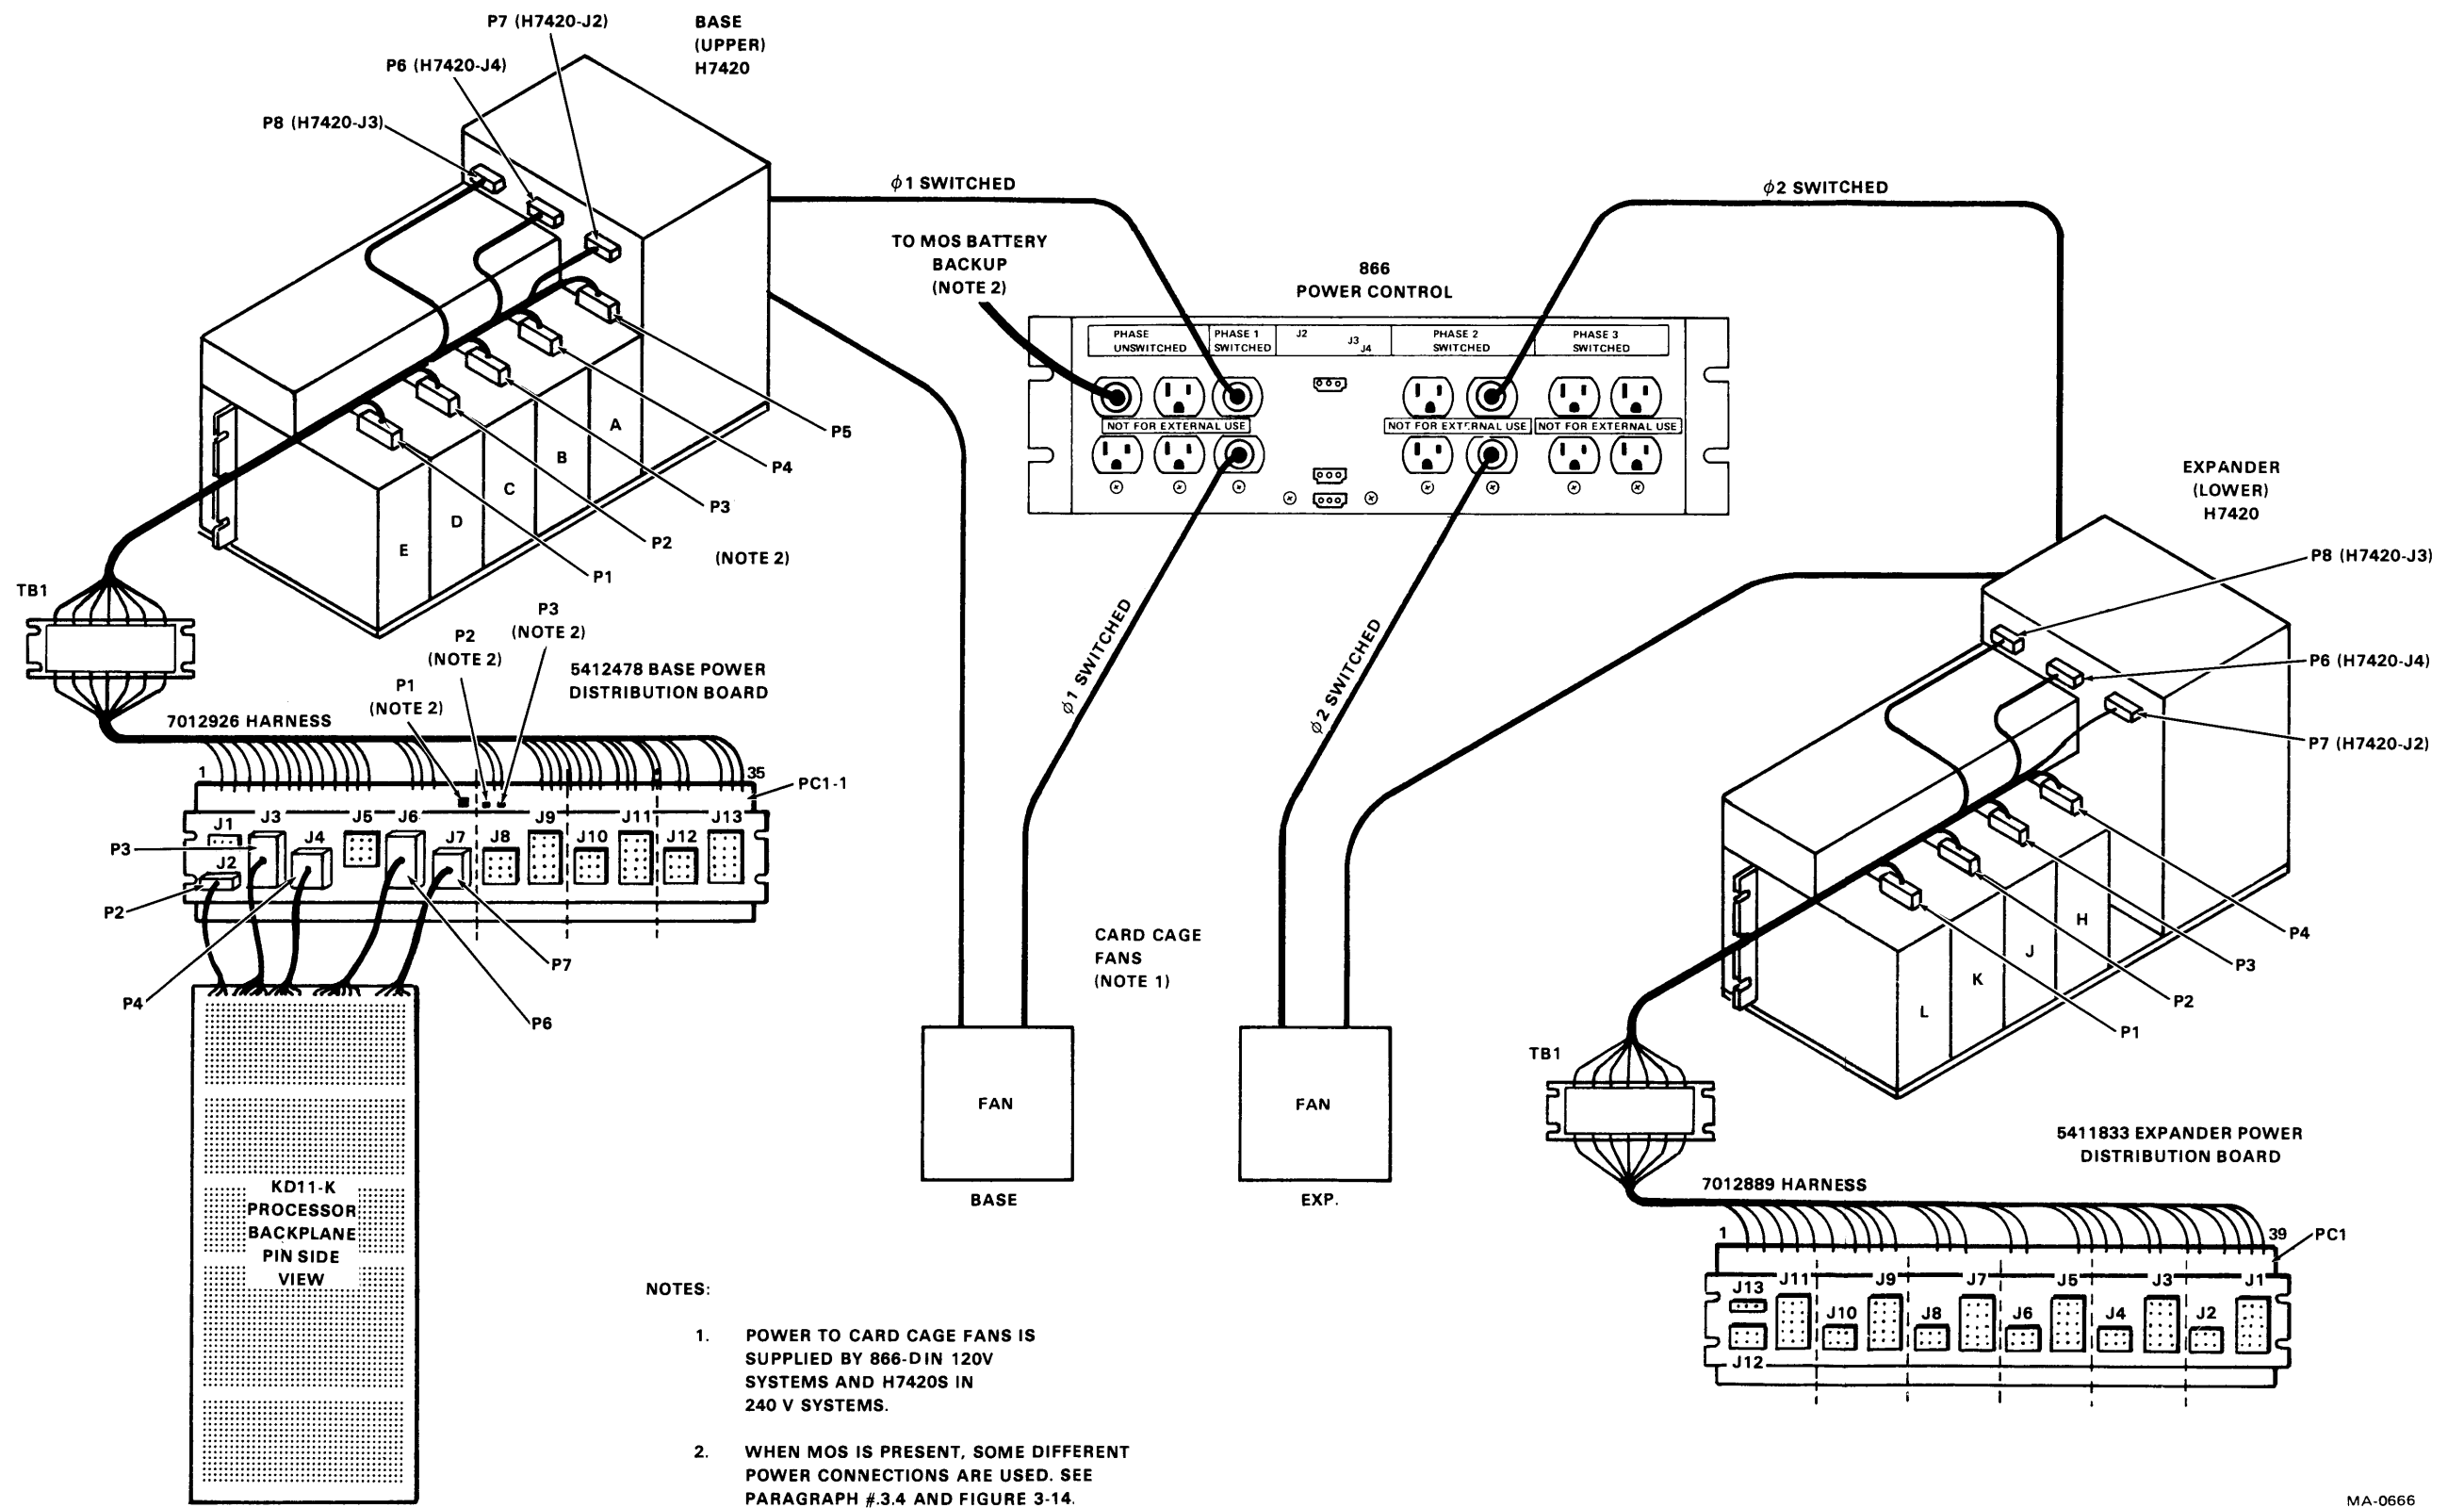 P7 (H7420-J2)
P6 (H7420-J4)
P8 (H7420-J3)
BASE
(UPPER)
H7420
A
B
C
D
E
P5
P4
P3
P2
P1
(NOTE 2)
TB1
ϕ1 SWITCHED
TO MOS BATTERY
BACKUP
(NOTE 2)
866
POWER CONTROL
ϕ2 SWITCHED
PHASE
UNSWITCHED
PHASE 1
SWITCHED
J2
J3
J4
PHASE 2
SWITCHED
PHASE 3
SWITCHED
NOT FOR EXTERNAL USE
NOT FOR EXTERNAL USE
NOT FOR EXTERNAL USE
ϕ1 SWITCHED
ϕ2 SWITCHED
EXPANDER
(LOWER)
H7420
P8 (H7420-J3)
P6 (H7420-J4)
P7 (H7420-J2)
H
J
K
L
P4
P3
P2
P1
TB1
P3
(NOTE 2)
P2
(NOTE 2)
P1
(NOTE 2)
5412478 BASE POWER
DISTRIBUTION BOARD
7012926 HARNESS
1
35
PC1-1
J1
J2
J3
J4
J5
J6
J7
J8
J9
J10
J11
J12
J13
P3
P2
P4
P7
P6
KD11-K
PROCESSOR
BACKPLANE
PIN SIDE
VIEW
CARD CAGE
FANS
(NOTE 1)
FAN
BASE
FAN
EXP.
5411833 EXPANDER POWER
DISTRIBUTION BOARD
7012889 HARNESS
1
39
PC1
J13
J12
J11
J10
J9
J8
J7
J6
J5
J4
J3
J2
J1
NOTES:
1. POWER TO CARD CAGE FANS IS
SUPPLIED BY 866-D IN 120V
SYSTEMS AND H7420S IN
240 V SYSTEMS.
2. WHEN MOS IS PRESENT, SOME DIFFERENT
POWER CONNECTIONS ARE USED. SEE
PARAGRAPH #.3.4 AND FIGURE 3-14.
MA-0666